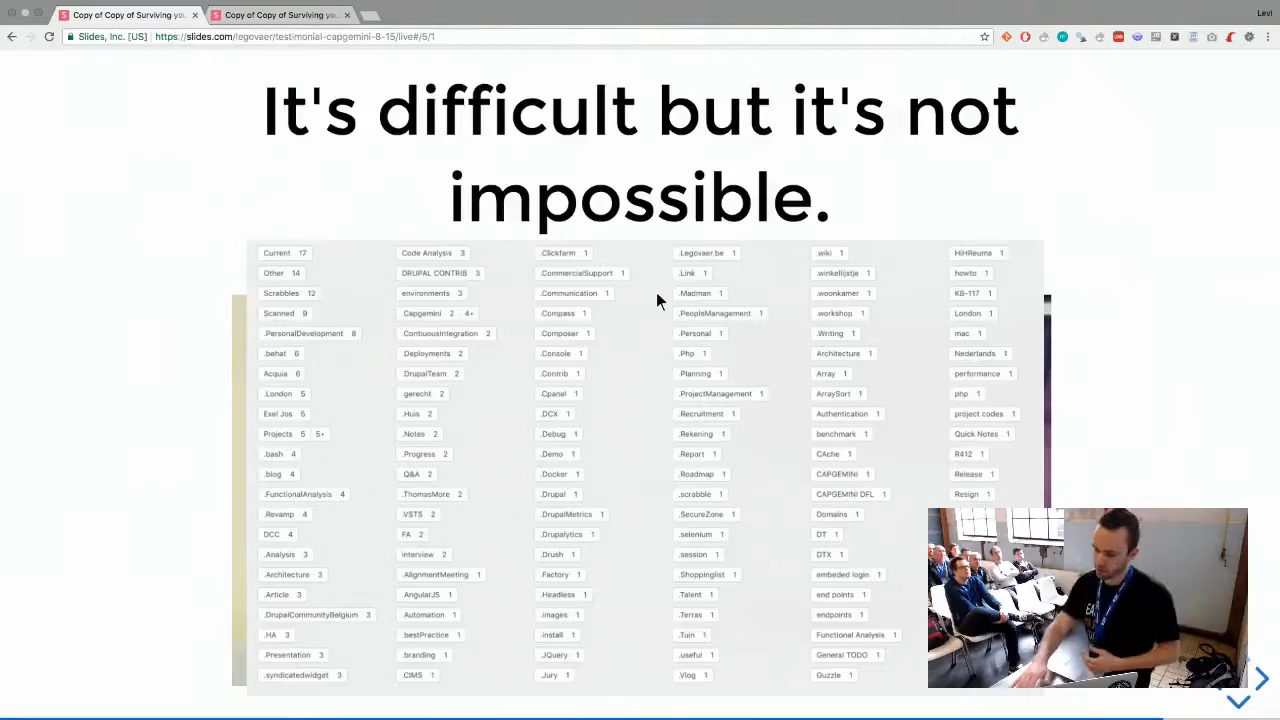 Levi
Copy of Copy of Surviving you
Copy of Copy of Surviving you
Slides, Inc. [US]
https://slides.com/legovaer/testimonial-capgemini-8-15/live#/5/1
It's difficult but it's not
impossible.
Current 17
Other 14
Scrabbles 12
Scanned 9
.PersonalDevelopment 8
.behat 6
Acquia 6
.London 5
Exel Jos 5
Projects 5 5+
.bash 4
.blog 4
.FunctionalAnalysis 4
.Revamp 4
DCC 4
.Analysis 3
.Architecture 3
.Article 3
.DrupalCommunityBelgium 3
.HA 3
.Presentation 3
.syndicatedwidget 3
Code Analysis 3
DRUPAL CONTRIB 3
environments 3
Capgemini 2 4+
.ContiuousIntegration 2
.Deployments 2
.DrupalTeam 2
.gerecht 2
.Huis 2
.Notes 2
.Progress 2
Q&A 2
.ThomasMore 2
.VSTS 2
FA 2
interview 2
.AlignmentMeeting 1
.AngularJS 1
.Automation 1
.bestPractice 1
.branding 1
.CIMS 1
.Clickfarm 1
.CommercialSupport 1
.Communication 1
.Compass 1
.Composer 1
.Console 1
.Contrib 1
.Cpanel 1
.DCX 1
.Debug 1
.Demo 1
.Docker 1
.Drupal 1
.DrupalMetrics 1
.Drupalytics 1
.Drush 1
.Factory 1
.Headless 1
.images 1
.install 1
.JQuery 1
.Jury 1
.Legovaer.be 1
.Link 1
.Madman 1
.PeopleManagement 1
.Personal 1
.Php 1
.Planning 1
.ProjectManagement 1
.Recruitment 1
.Rekening 1
.Report 1
.Roadmap 1
.scrabble 1
.SecureZone 1
.selenium 1
.session 1
.Shoppinglist 1
.Talent 1
.Terras 1
.Tuin 1
.useful 1
.Vlog 1
.wiki 1
.winkellijstje 1
.woonkamer 1
.workshop 1
.Writing 1
Architecture 1
Array 1
ArraySort 1
Authentication 1
benchmark 1
CAche 1
CAPGEMINI 1
CAPGEMINI DFL 1
Domains 1
DT 1
DTX 1
embeded login 1
end points 1
endpoints 1
Functional Analysis 1
General TODO 1
Guzzle 1
HiHReuma 1
howto 1
KB-117 1
London 1
mac 1
Nederlands 1
performance 1
php 1
project codes 1
Quick Notes 1
R412 1
Release 1
Resign 1